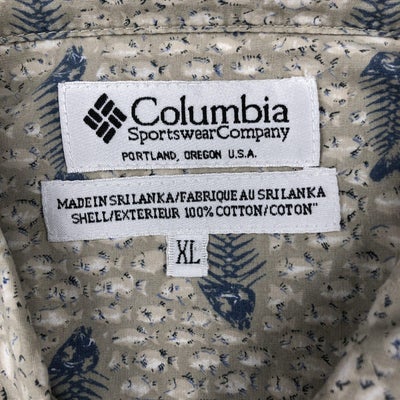 Columbia
SportswearCompany
PORTLAND, OREGON U.S.A.
MADE IN SRI LANKA/FABRIQUE AU SRI LANKA
SHELL/EXTERIEUR 100% COTTON/COTON"
XL